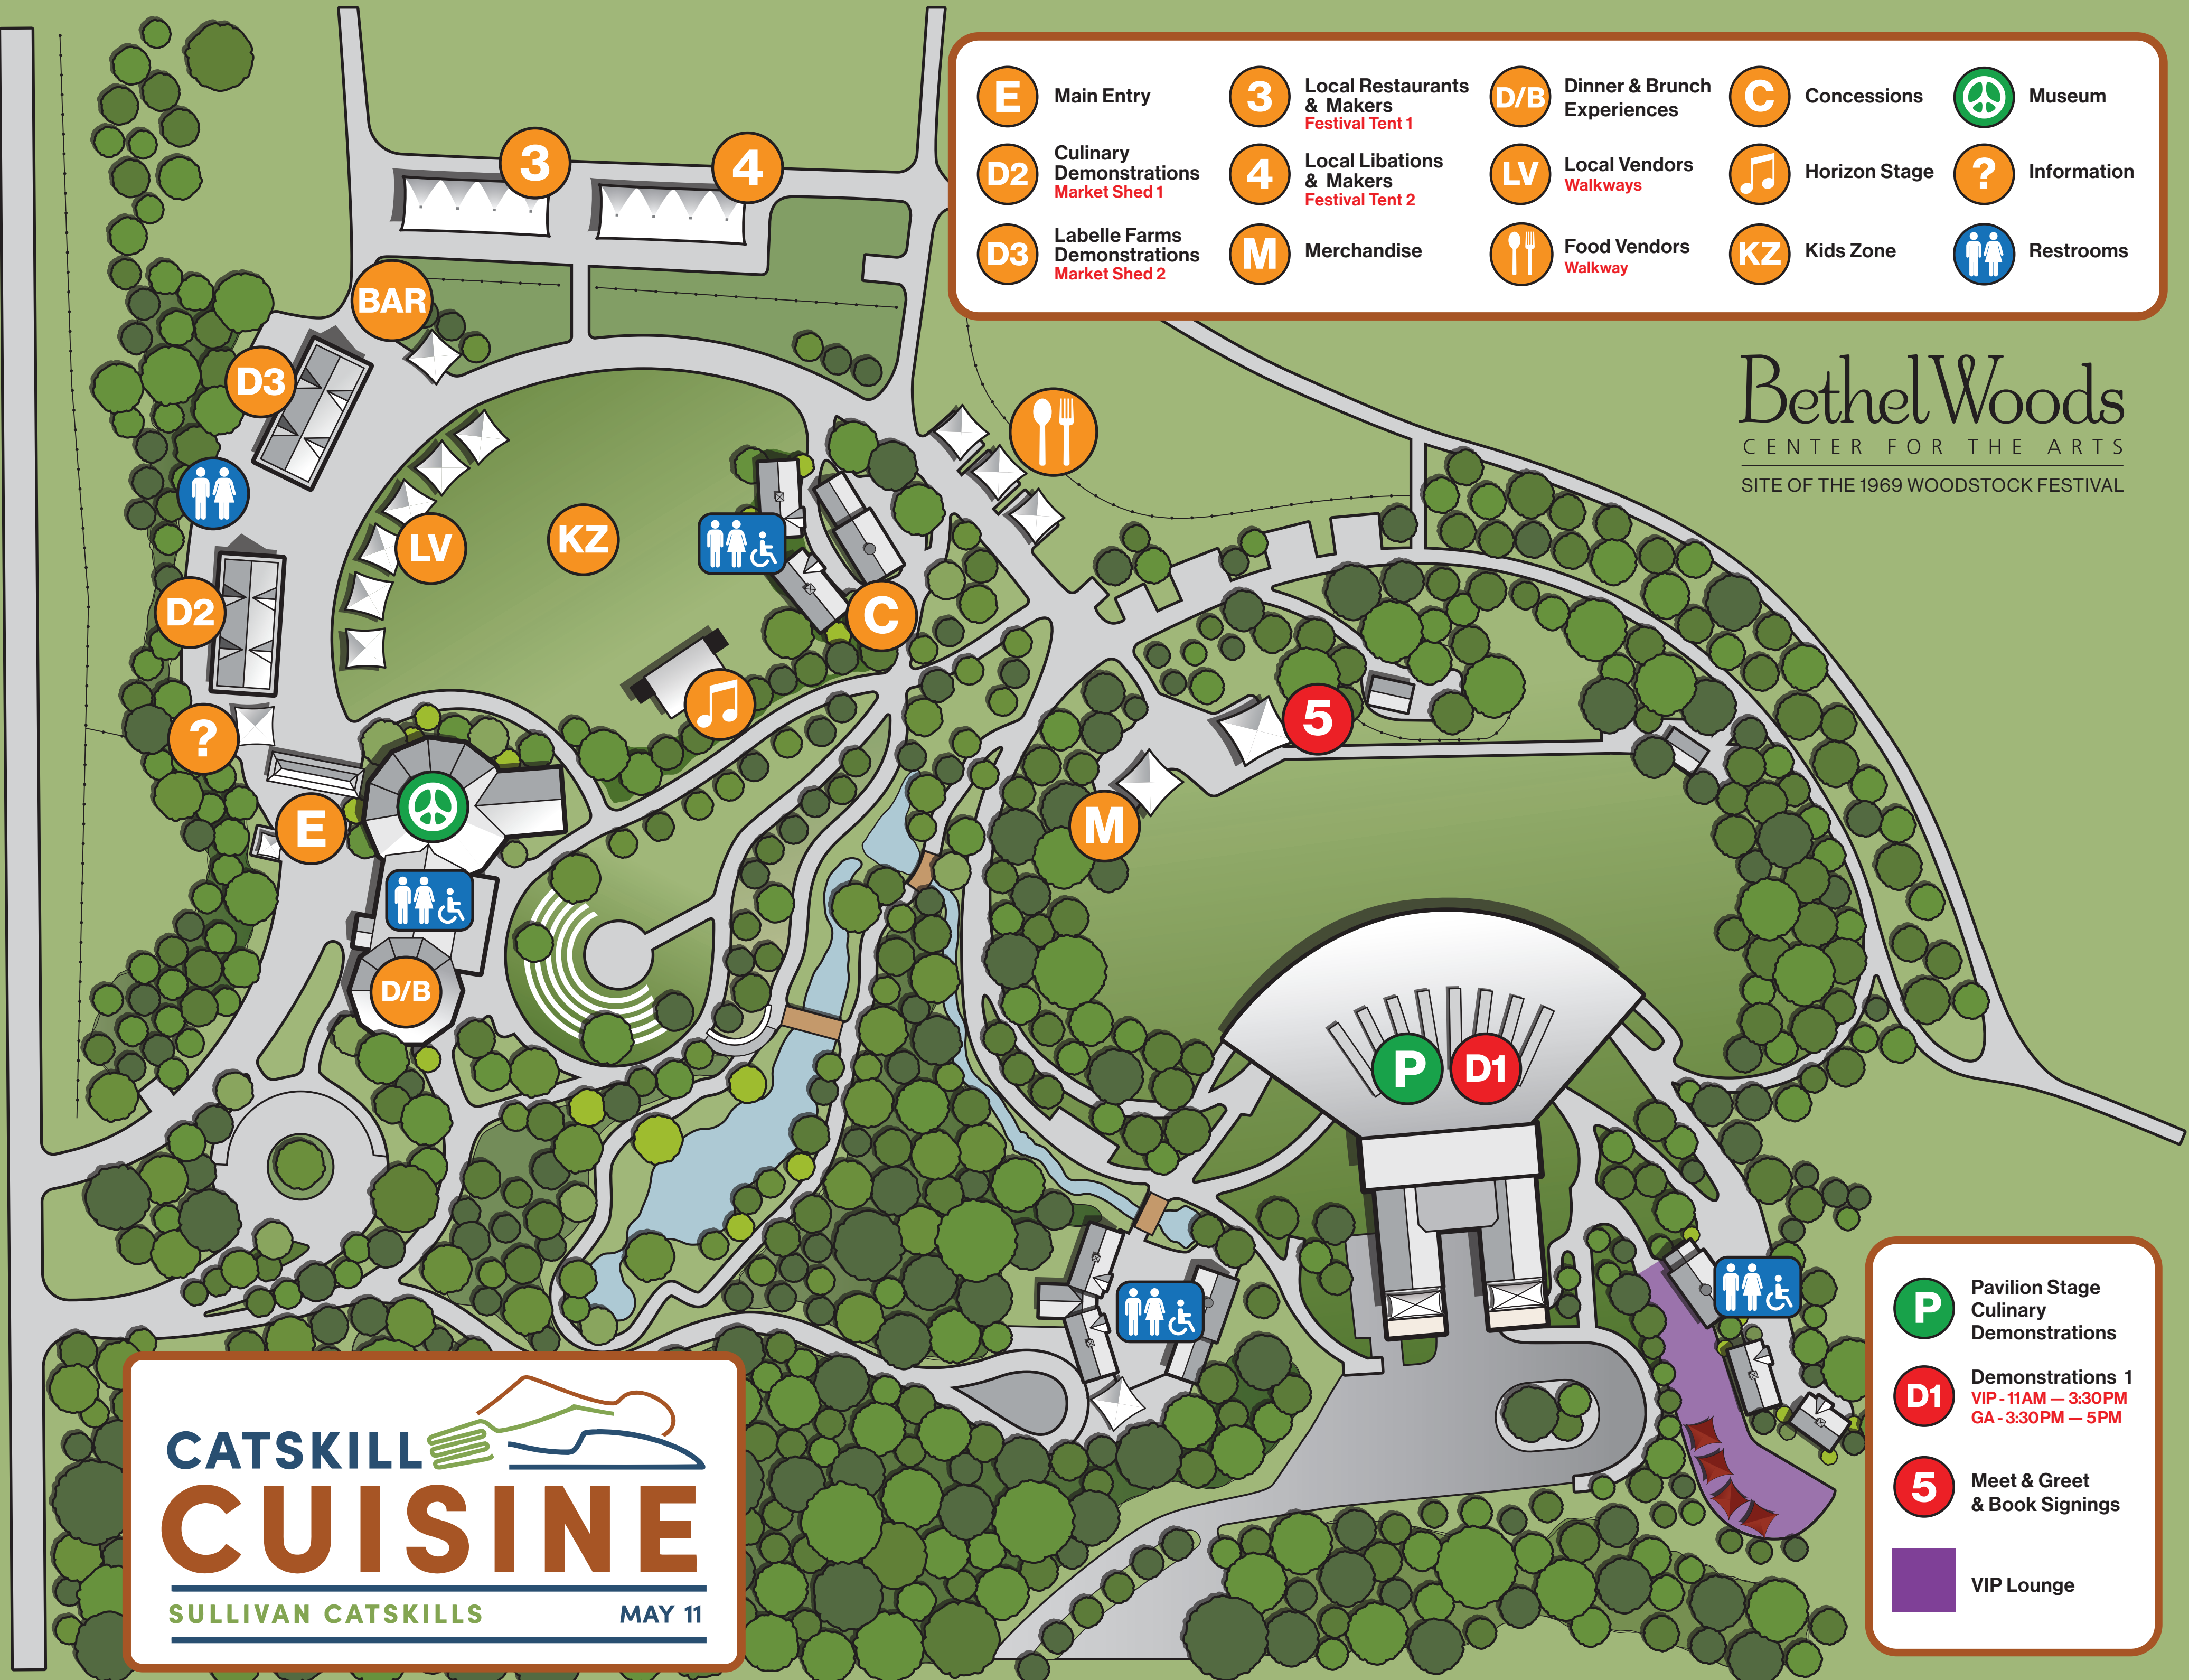 E
Main Entry
3
Local Restaurants
& Makers
Festival Tent 1
D/B
Dinner & Brunch
Experiences
C
Concessions
Museum
D2
Culinary
Demonstrations
Market Shed 1
4
Local Libations
& Makers
Festival Tent 2
LV
Local Vendors
Walkways
Horizon Stage
?
Information
D3
Labelle Farms
Demonstrations
Market Shed 2
M
Merchandise
Food Vendors
Walkway
KZ
Kids Zone
Restrooms
3
4
BAR
D3
LV
KZ
D2
C
?
5
E
M
D/B
P
D1
Bethel Woods
CENTER FOR THE ARTS
SITE OF THE 1969 WOODSTOCK FESTIVAL
P
Pavilion Stage
Culinary
Demonstrations
D1
Demonstrations 1
VIP - 11AM — 3:30PM
GA - 3:30PM — 5PM
5
Meet & Greet
& Book Signings
VIP Lounge
CATSKILL
CUISINE
SULLIVAN CATSKILLS MAY 11